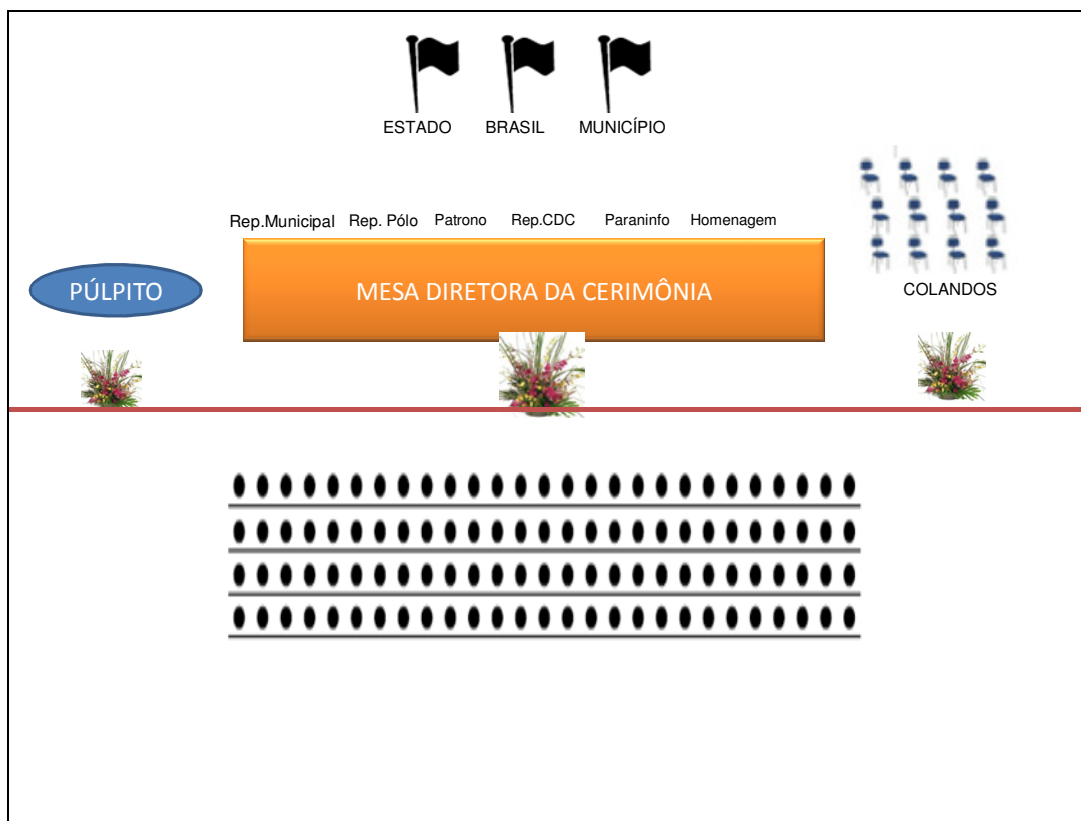 ESTADO BRASIL MUNICÍPIO
Rep.Municipal Rep. Pólo Patrono Rep.CDC Paraninfo Homenagem
PÚLPITO
MESA DIRETORA DA CERIMÔNIA
COLANDOS